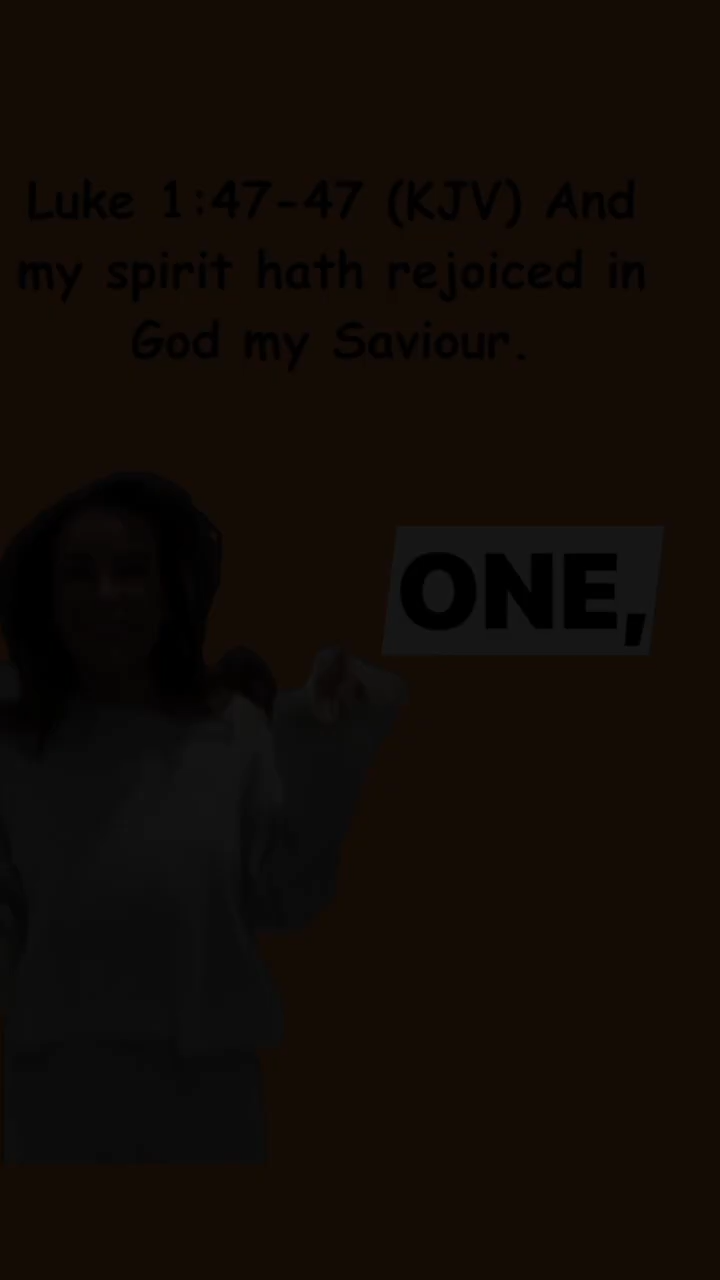 Luke 1:47-47 (KJV) And
my spirit hath rejoiced in
God my Saviour.
ONE,